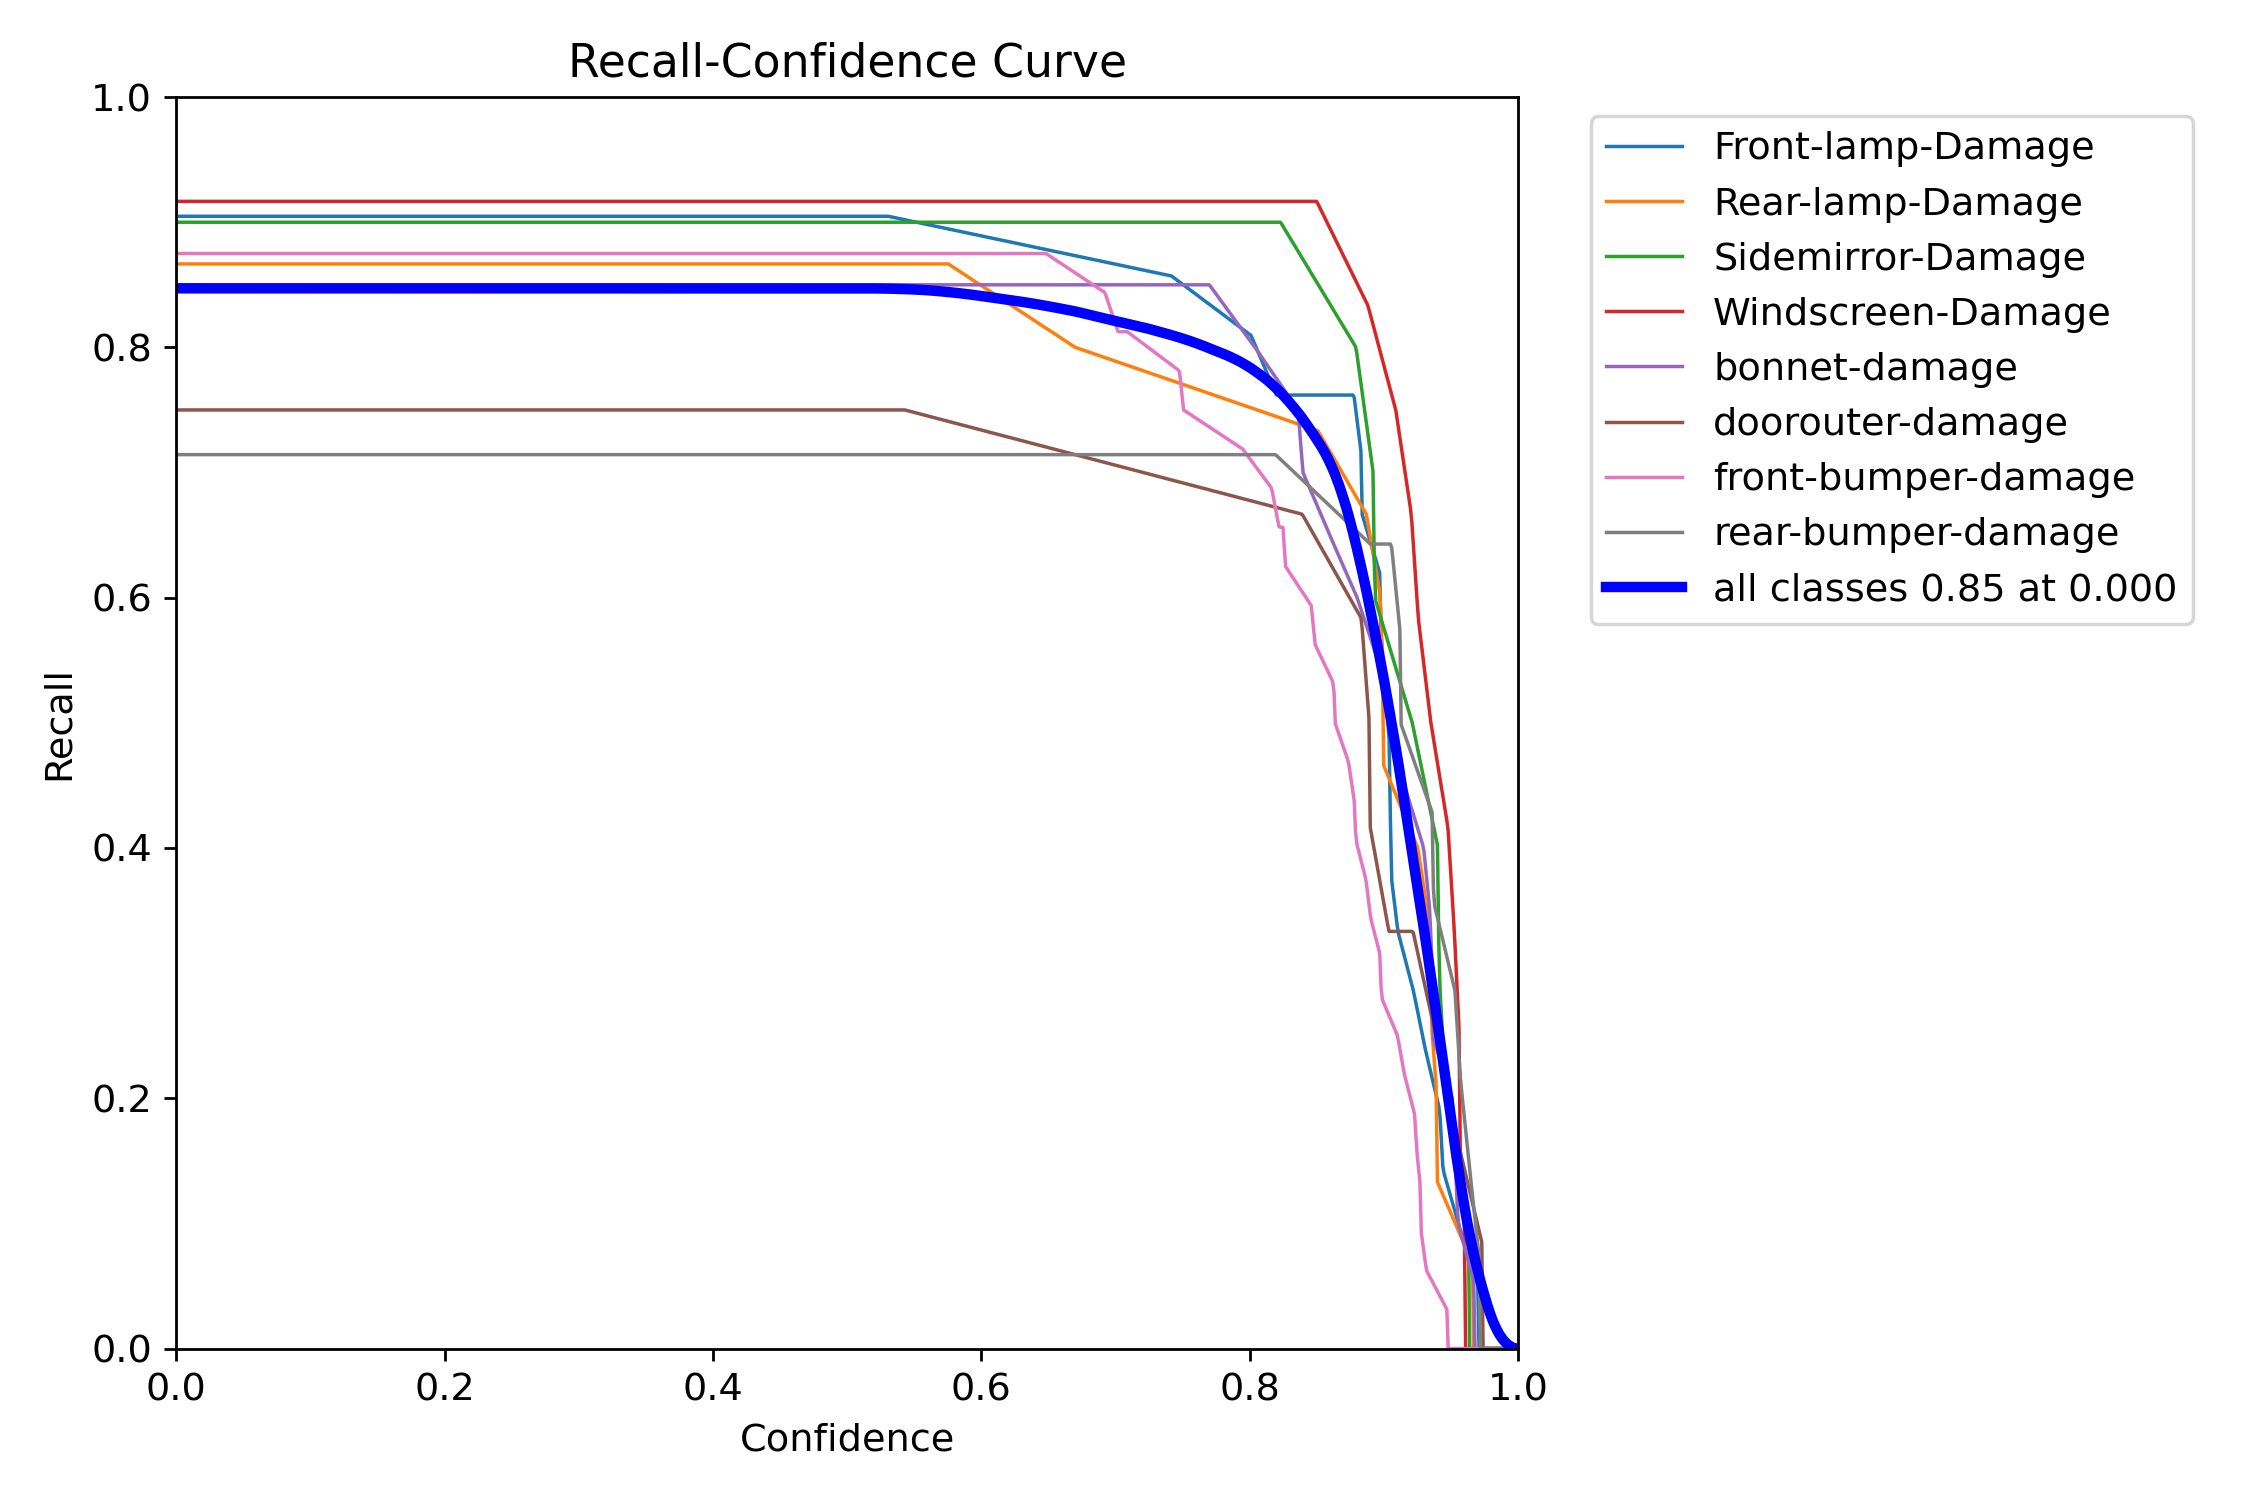 Recall-Confidence Curve
1.0
0.8
0.6
0.4
0.2
0.0
Recall
0.0 0.2 0.4 0.6 0.8 1.0
Confidence
Front-lamp-Damage
Rear-lamp-Damage
Sidemirror-Damage
Windscreen-Damage
bonnet-damage
doorouter-damage
front-bumper-damage
rear-bumper-damage
all classes 0.85 at 0.000